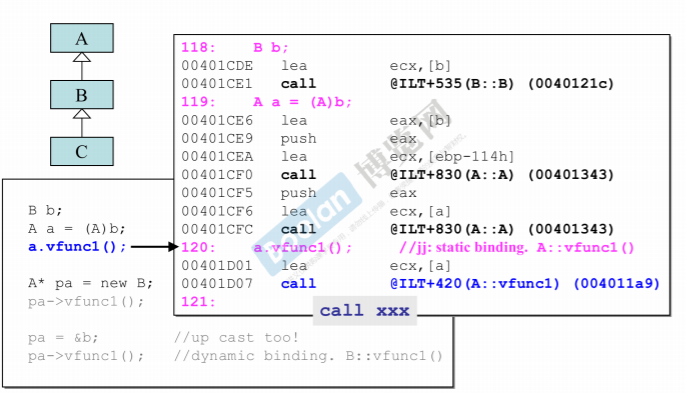 A
B
C
118: B b;
00401CDE lea ecx,[b]
00401CE1 call @ILT+535(B::B) (0040121c)
119: A a = (A)b;
00401CE6 lea eax,[b]
00401CE9 push eax
00401CEA lea ecx,[ebp-114h]
00401CF0 call @ILT+830(A::A) (00401343)
00401CF5 push eax
00401CF6 lea ecx,[a]
00401CFC call @ILT+830(A::A) (00401343)
120: a.vfunc1(); //jj: static binding. A::vfunc1()
00401D01 lea ecx,[a]
00401D07 call @ILT+420(A::vfunc1) (004011a9)
121:
call xxx
B b;
A a = (A)b;
a.vfunc1();
A* pa = new B;
pa->vfunc1();
pa = &b; //up cast too!
pa->vfunc1(); //dynamic binding. B::vfunc1()
Boolan 博览网